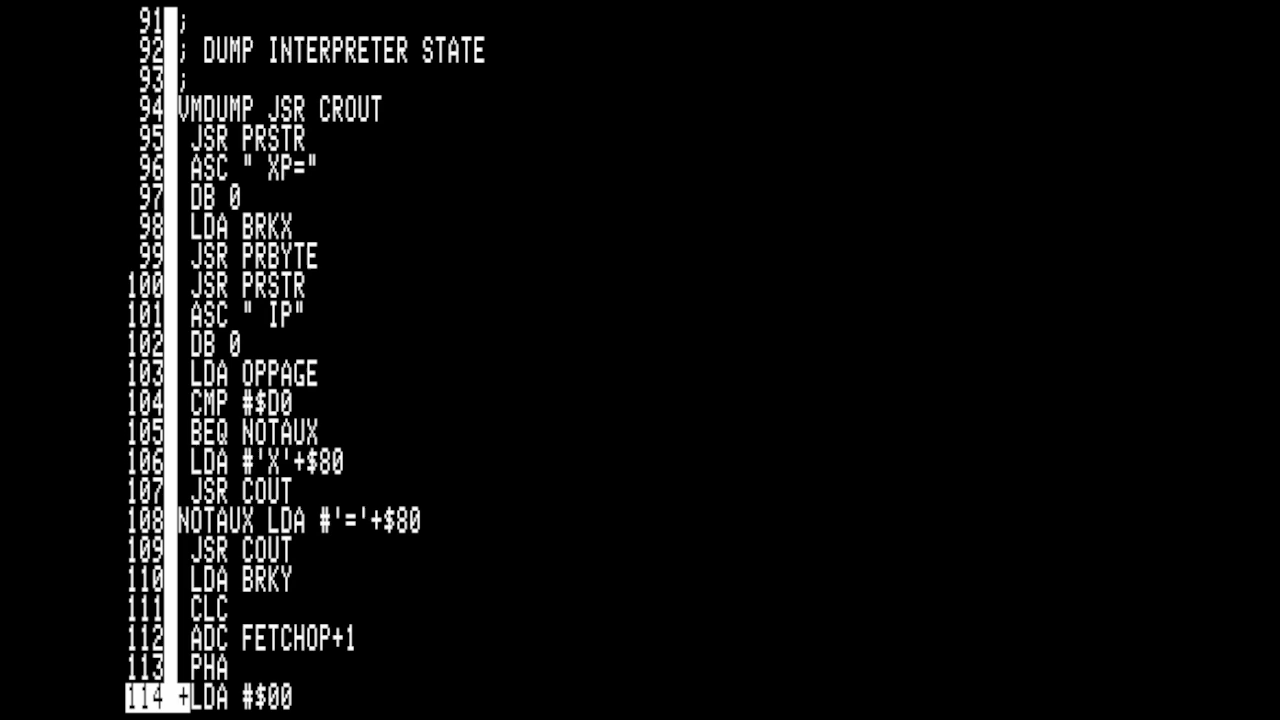 91 ;
92 ; DUMP INTERPRETER STATE
93 ;
94 VMDUMP JSR CROUT
95  JSR PRSTR
96  ASC " XP="
97  DB 0
98  LDA BRKX
99  JSR PRBYTE
100  JSR PRSTR
101  ASC " IP"
102  DB 0
103  LDA OPPAGE
104  CMP #$D0
105  BEQ NOTAUX
106  LDA #'X'+$80
107  JSR COUT
108 NOTAUX LDA #'='+$80
109  JSR COUT
110  LDA BRKY
111  CLC
112  ADC FETCHOP+1
113  PHA
114 +LDA #$00